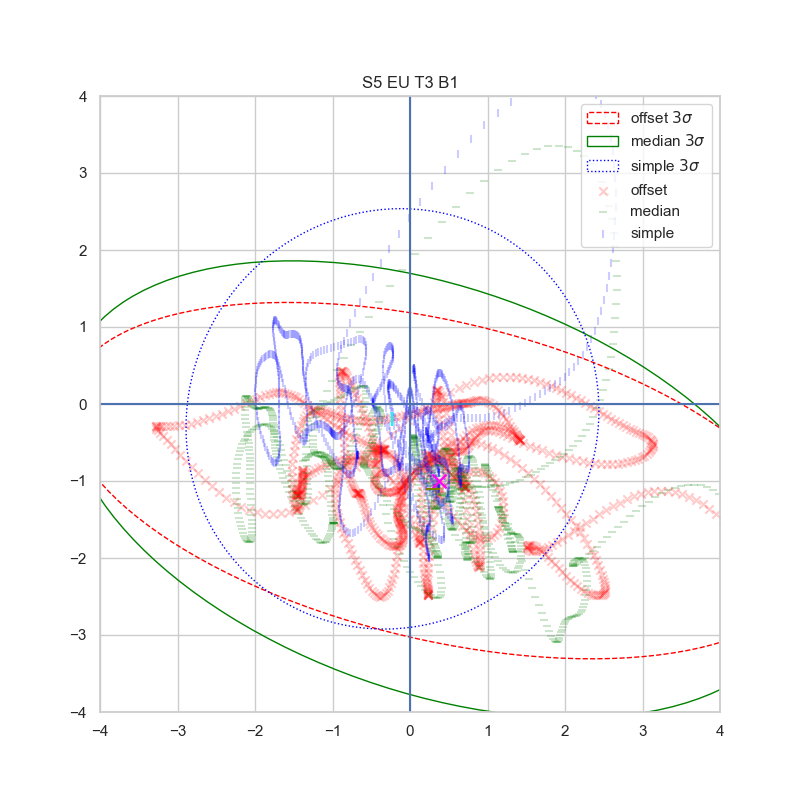 S5 EU T3 B1
offset 3σ
median 3σ
simple 3σ
offset
median
simple
4
3
2
1
0
−1
−2
−3
−4
−4 −3 −2 −1 0 1 2 3 4